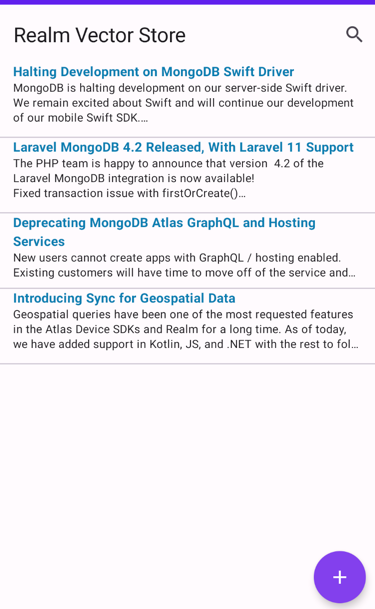 Realm Vector Store
Halting Development on MongoDB Swift Driver
MongoDB is halting development on our server-side Swift driver.
We remain excited about Swift and will continue our development
of our mobile Swift SDK....
Laravel MongoDB 4.2 Released, With Laravel 11 Support
The PHP team is happy to announce that version  4.2 of the
Laravel MongoDB integration is now available!
Fixed transaction issue with firstOrCreate()...
Deprecating MongoDB Atlas GraphQL and Hosting
Services
New users cannot create apps with GraphQL / hosting enabled.
Existing customers will have time to move off of the service and...
Introducing Sync for Geospatial Data
Geospatial queries have been one of the most requested features
in the Atlas Device SDKs and Realm for a long time. As of today,
we have added support in Kotlin, JS, and .NET with the rest to fol...
+